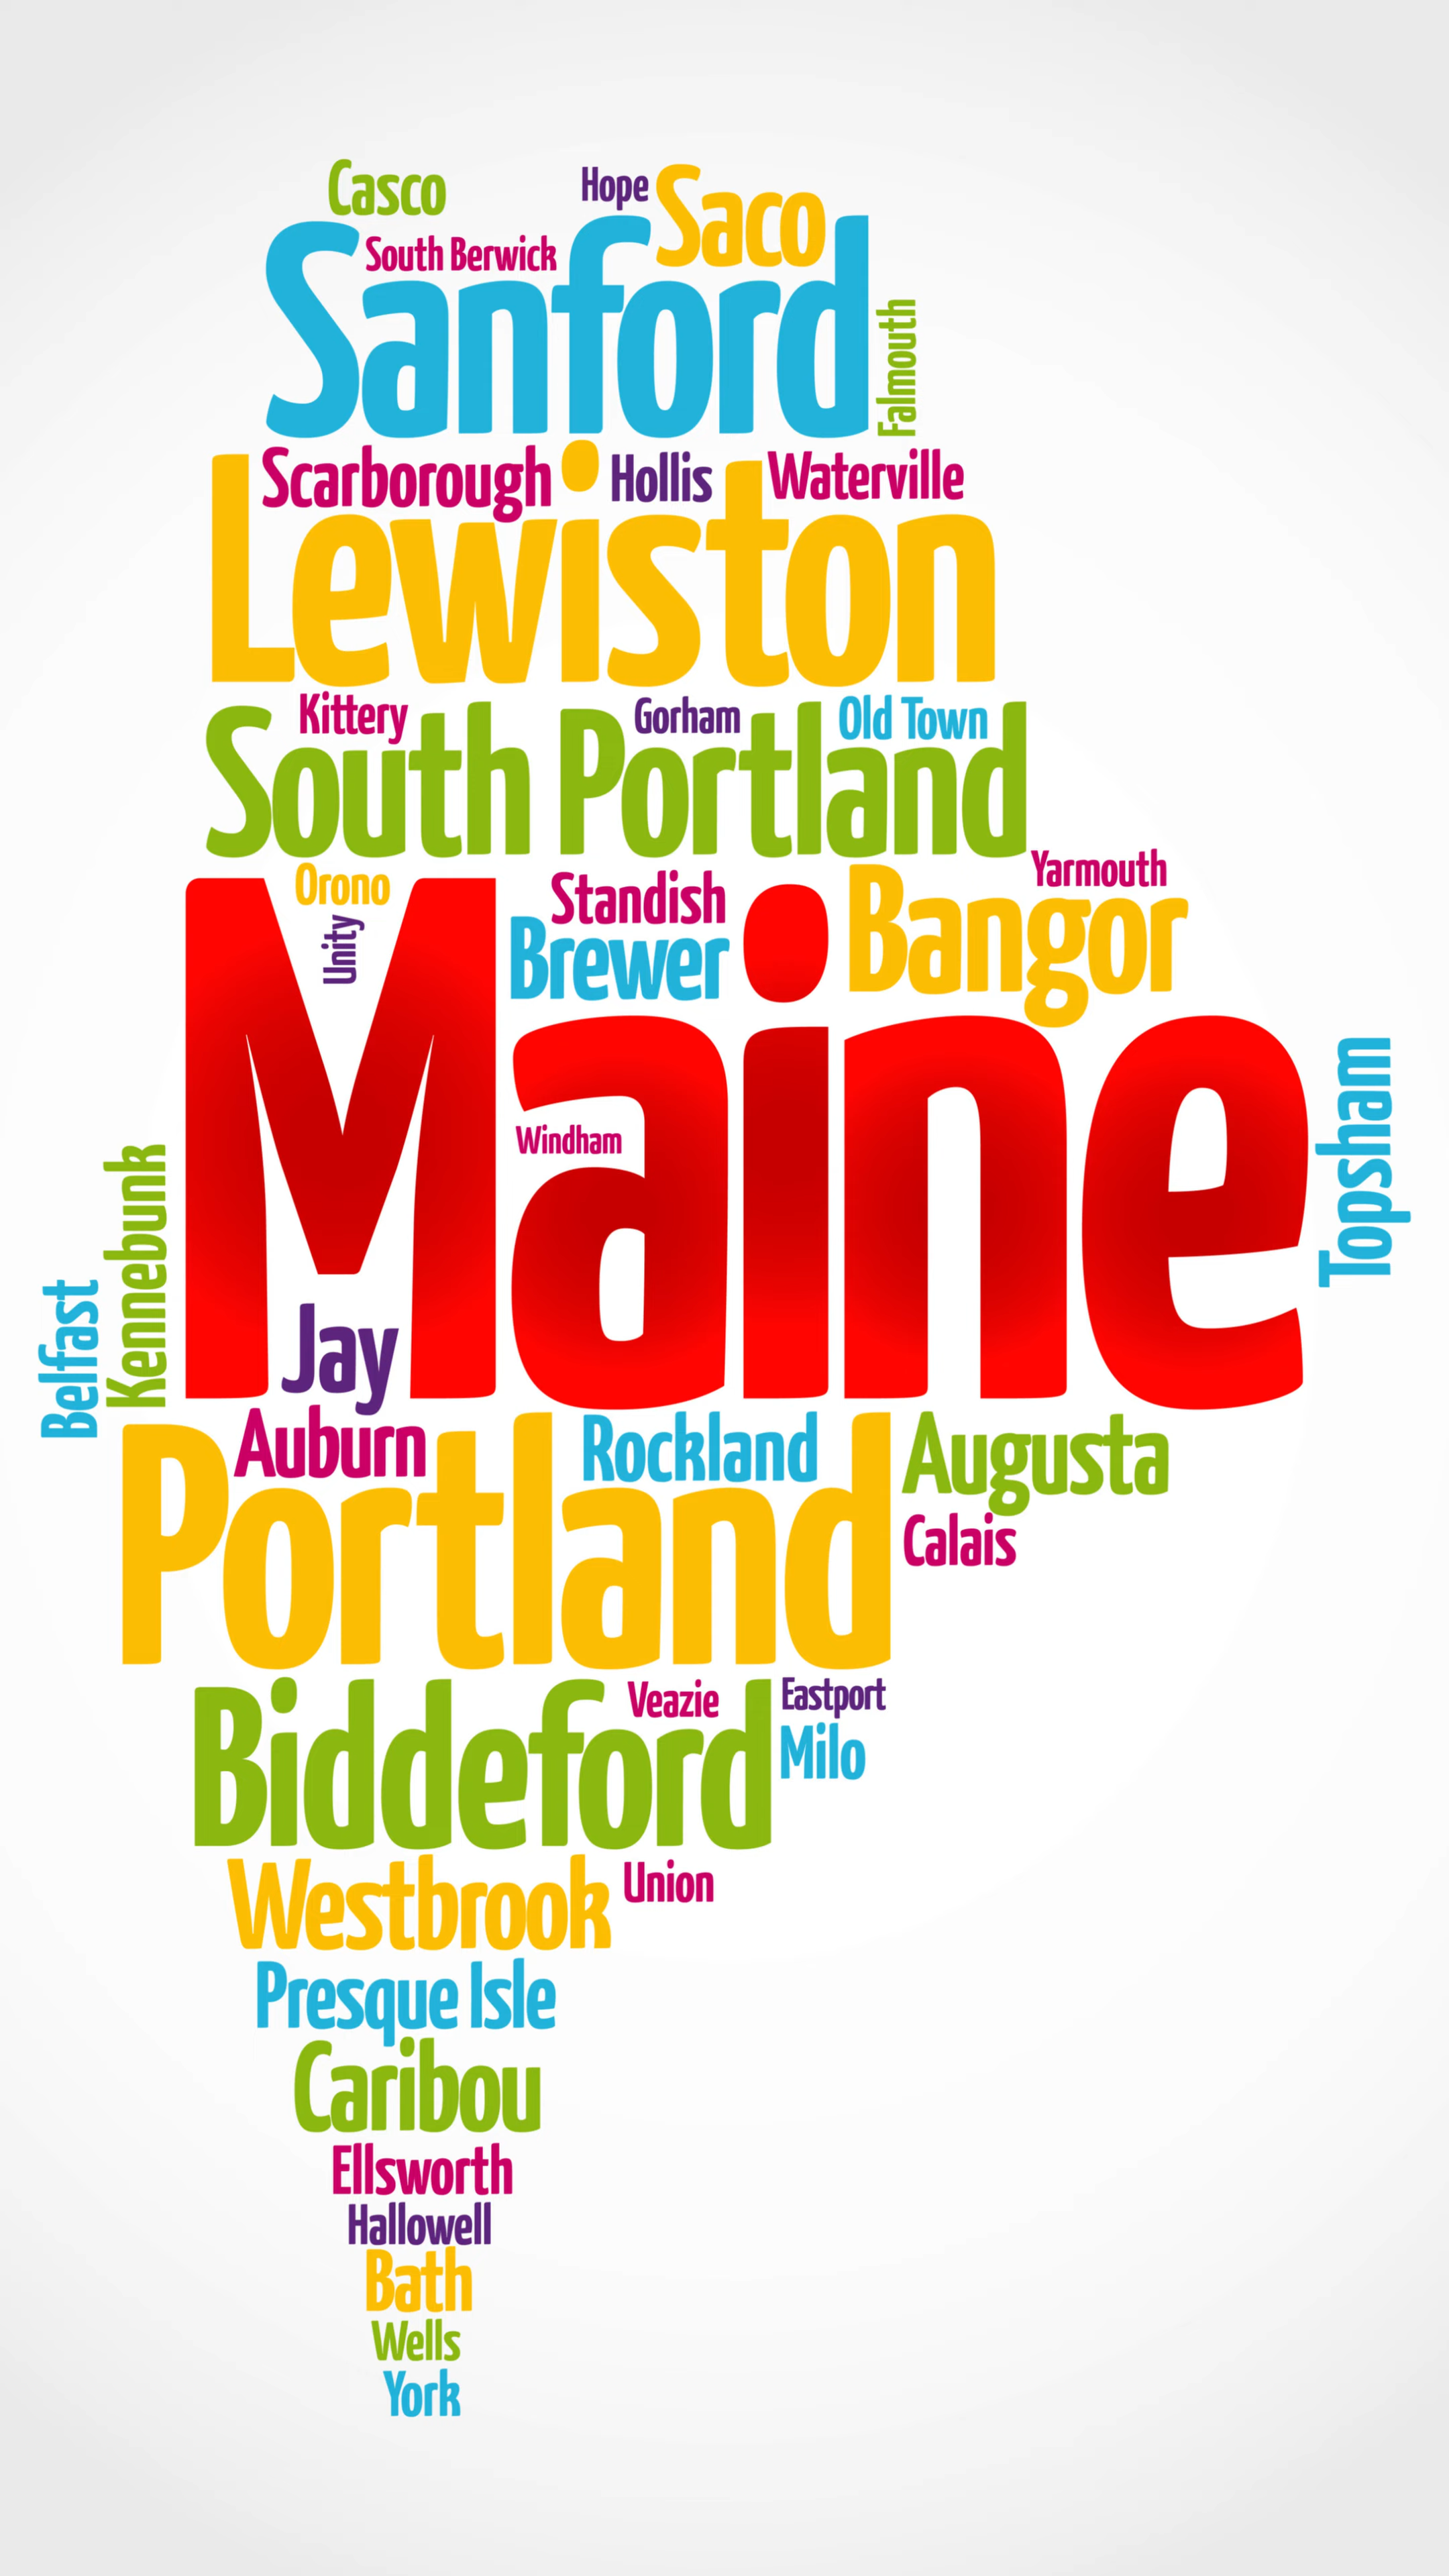 Casco
Hope
Saco
South Berwick
Sanford
Falmouth
Scarborough
Hollis
Waterville
Lewiston
Kittery
Gorham
Old Town
South Portland
Yarmouth
Orono
Standish
Bangor
Unity
Brewer
Maine
Windham
Topsham
Kennebunk
Belfast
Jay
Auburn
Rockland
Augusta
Portland
Calais
Veazie
Eastport
Biddeford
Milo
Westbrook
Union
Presque Isle
Caribou
Ellsworth
Hallowell
Bath
Wells
York